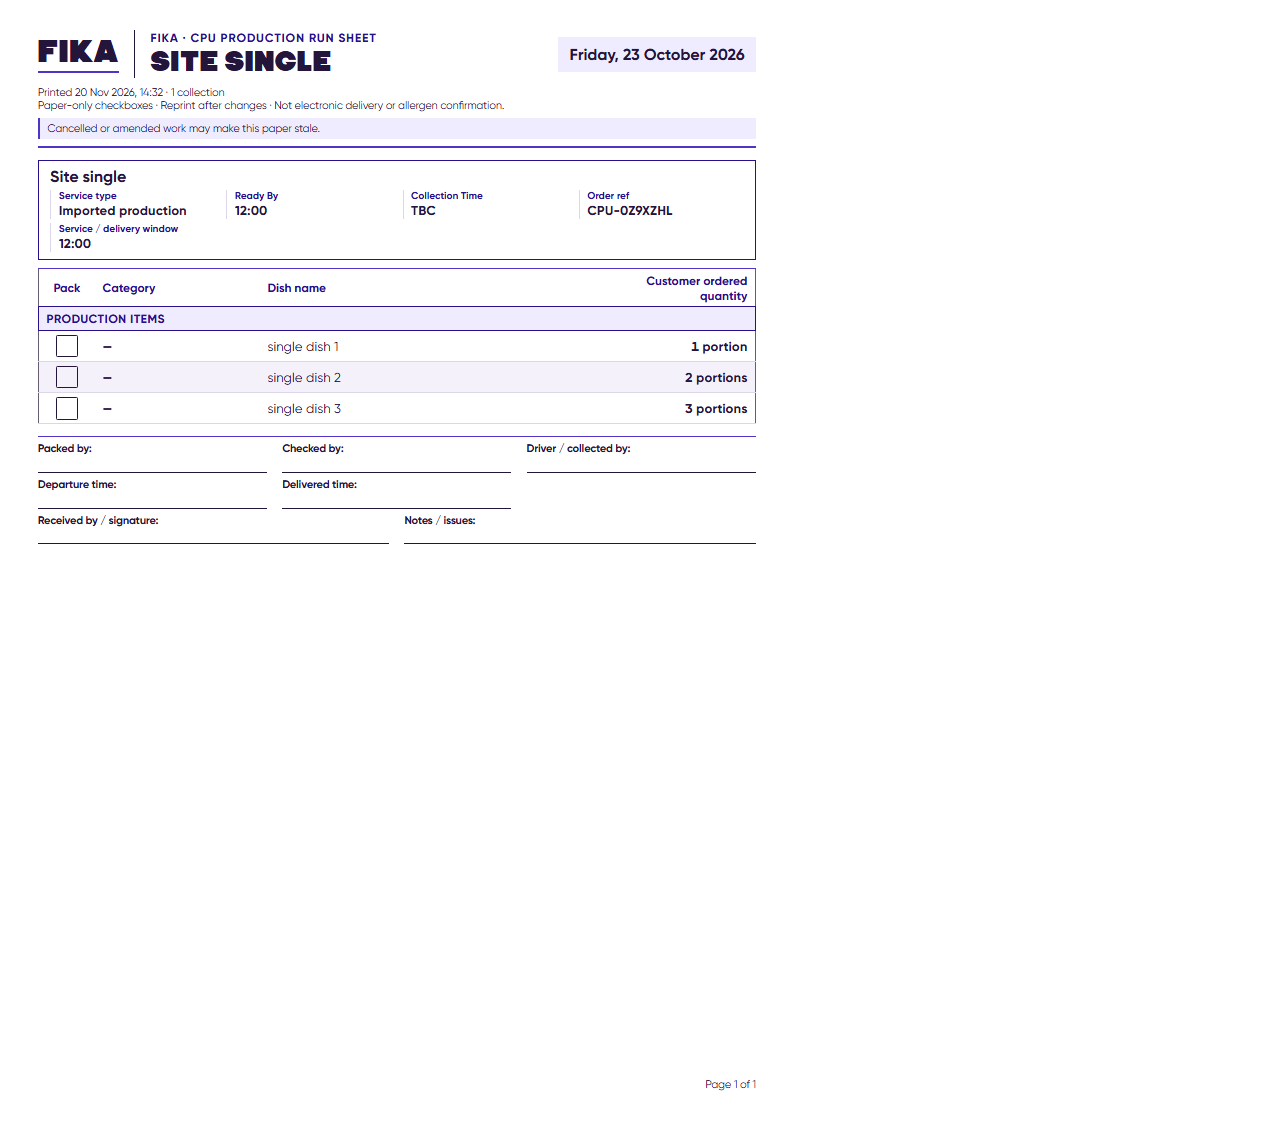 FIKA
FIKA · CPU PRODUCTION RUN SHEET
SITE SINGLE
Friday, 23 October 2026
Printed 20 Nov 2026, 14:32 · 1 collection
Paper-only checkboxes · Reprint after changes · Not electronic delivery or allergen confirmation.
Cancelled or amended work may make this paper stale.
Site single
Service type
Imported production
Ready By
12:00
Collection Time
TBC
Order ref
CPU-0Z9XZHL
Service / delivery window
12:00
Pack Category Dish name Customer ordered
quantity
PRODUCTION ITEMS
– single dish 1 1 portion
– single dish 2 2 portions
– single dish 3 3 portions
Packed by: Checked by: Driver / collected by:
Departure time: Delivered time:
Received by / signature: Notes / issues:
Page 1 of 1